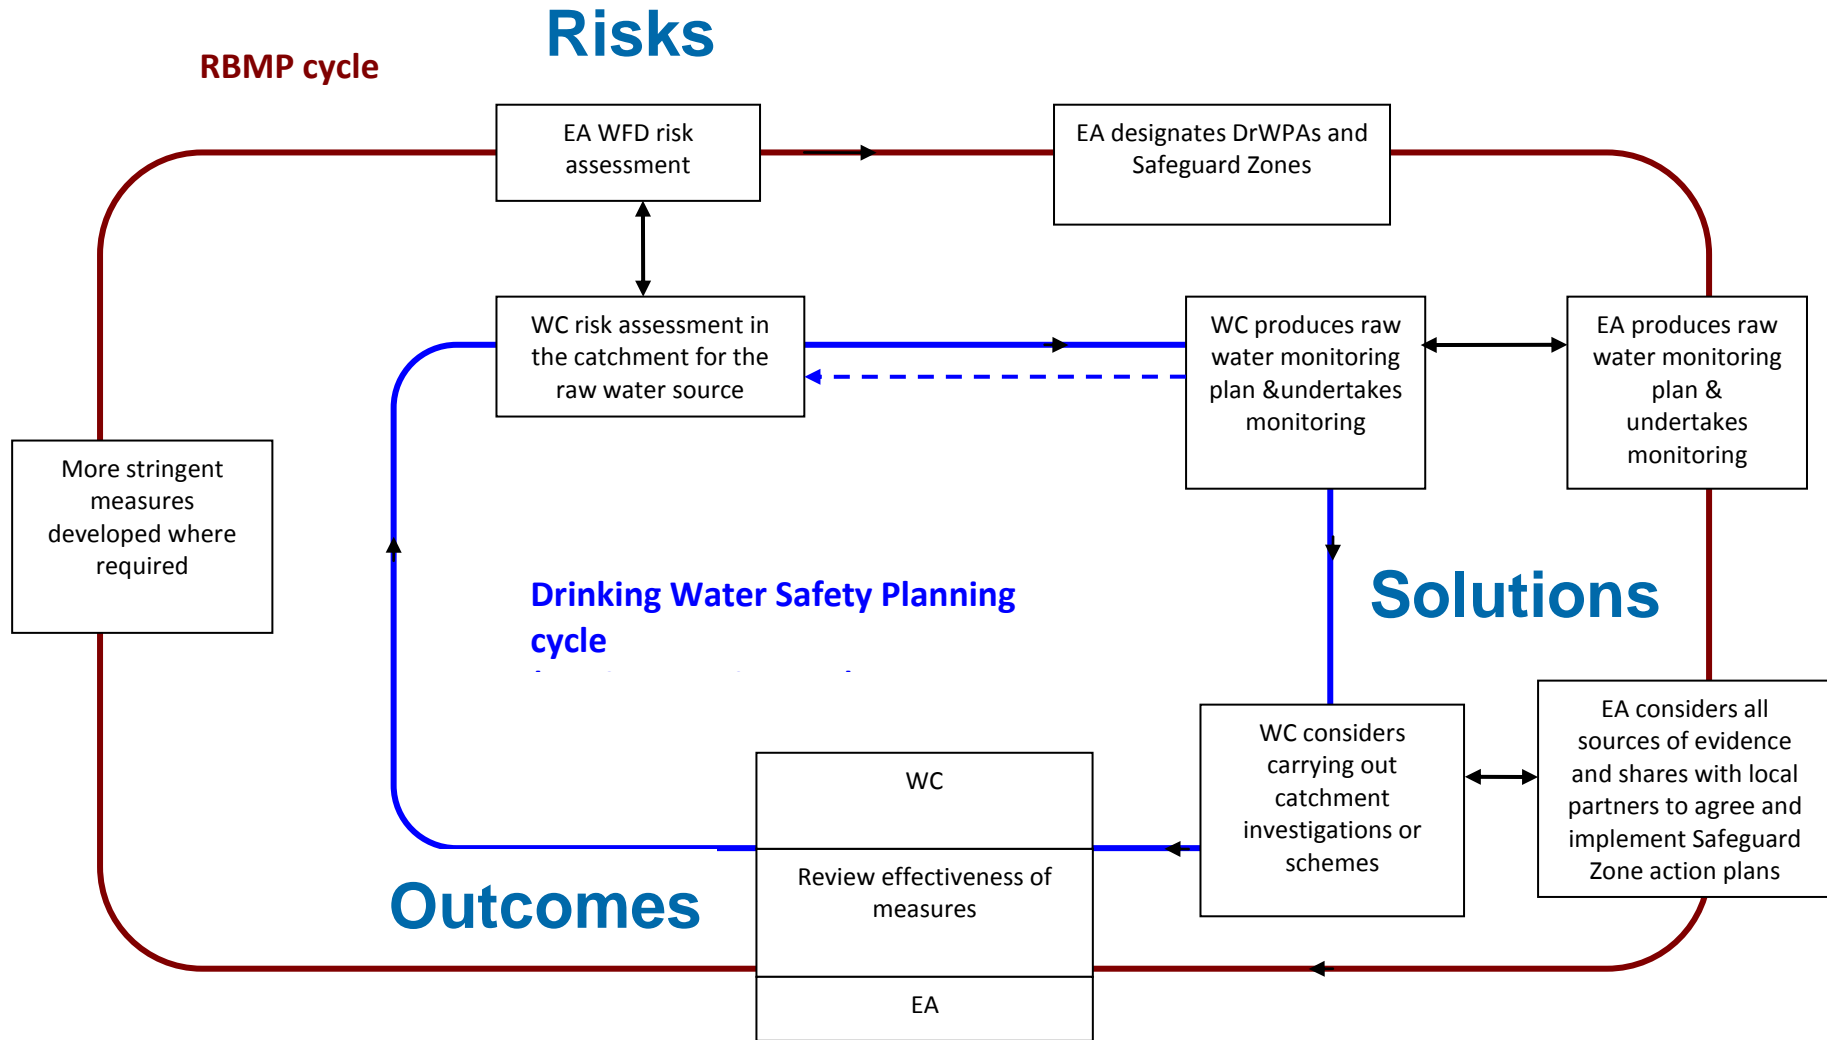 Risks
RBMP cycle
EA WFD risk
assessment
EA designates DrWPAs and
Safeguard Zones
WC risk assessment in
the catchment for the
raw water source
WC produces raw
water monitoring
plan &undertakes
monitoring
EA produces raw
water monitoring
plan &
undertakes
monitoring
More stringent
measures
developed where
required
Drinking Water Safety Planning
cycle
Solutions
WC considers
carrying out
catchment
investigations or
schemes
EA considers all
sources of evidence
and shares with local
partners to agree and
implement Safeguard
Zone action plans
WC
Review effectiveness of
measures
EA
Outcomes